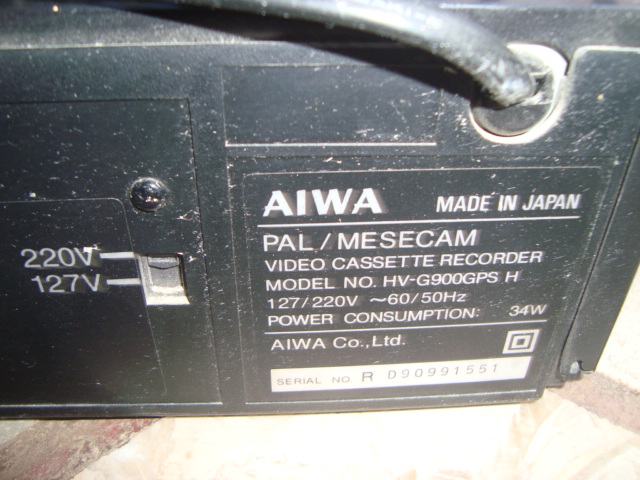 AIWA MADE IN JAPAN
PAL/MESECAM
VIDEO CASSETTE RECORDER
MODEL NO. HV-G900GPS H
127/220V ~60/50Hz
POWER CONSUMPTION: 34W
AIWA Co.,Ltd.
SERIAL NO. R D90991551
220V
127V